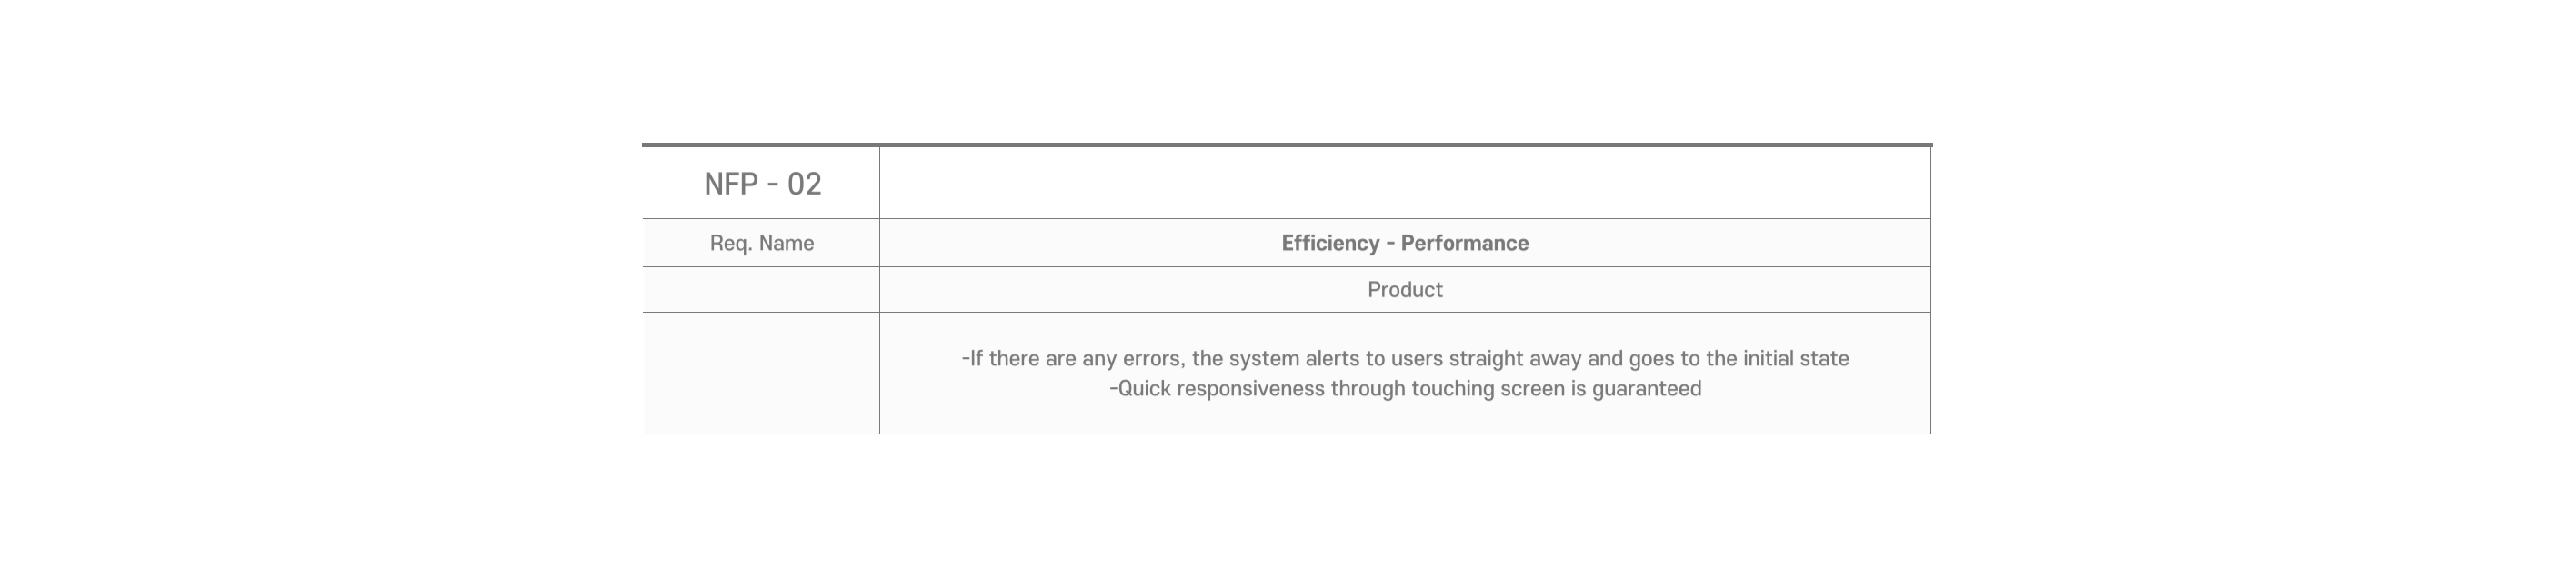 NFP - 02
Req. Name
Efficiency - Performance
Product
-If there are any errors, the system alerts to users straight away and goes to the initial state
-Quick responsiveness through touching screen is guaranteed